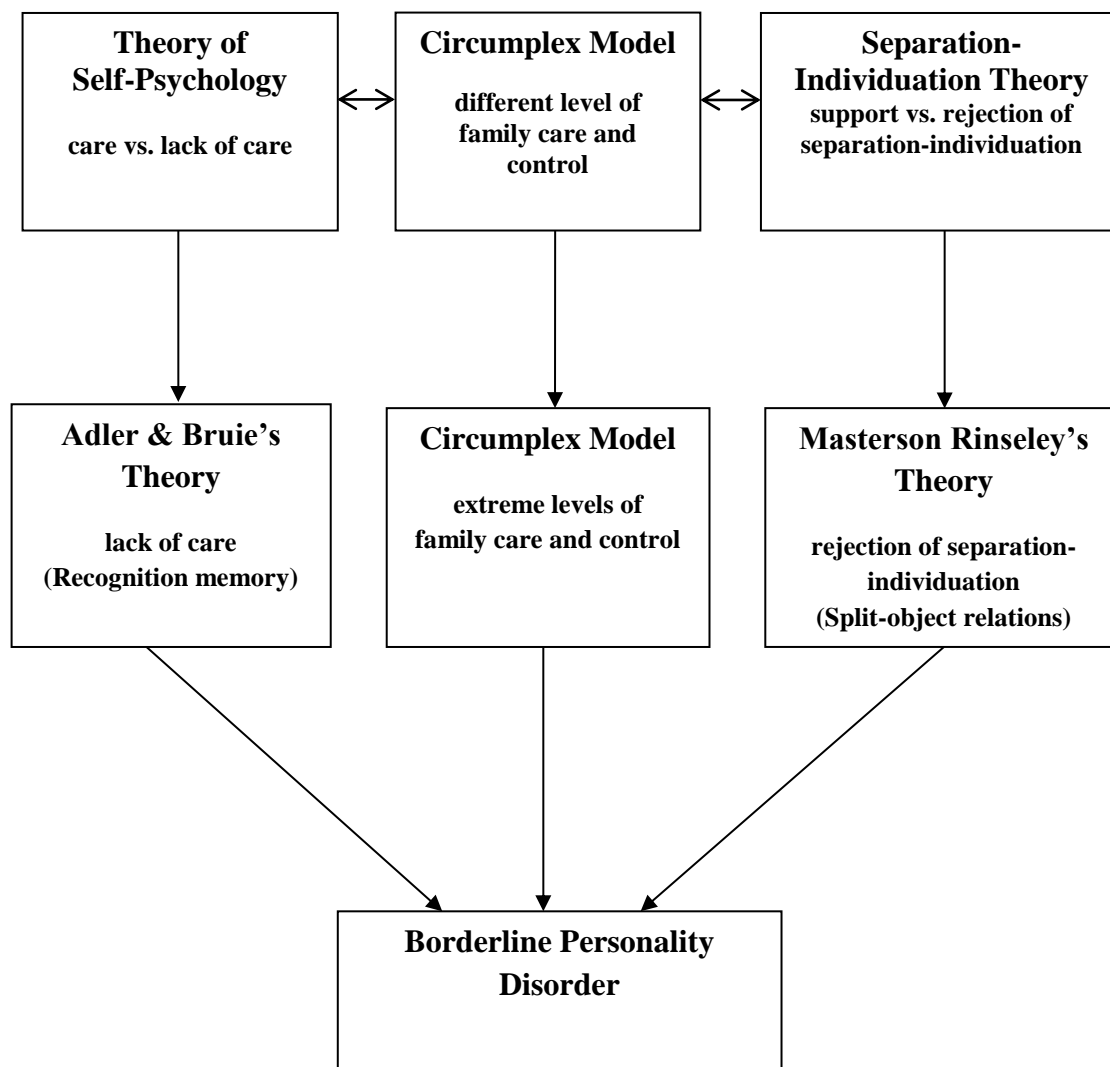 Theory of
Self-Psychology
care vs. lack of care
Circumplex Model
different level of
family care and
control
Separation-
Individuation Theory
support vs. rejection of
separation-individuation
Adler & Bruie’s
Theory
lack of care
(Recognition memory)
Circumplex Model
extreme levels of
family care and control
Masterson Rinseley’s
Theory
rejection of separation-
individuation
(Split-object relations)
Borderline Personality
Disorder